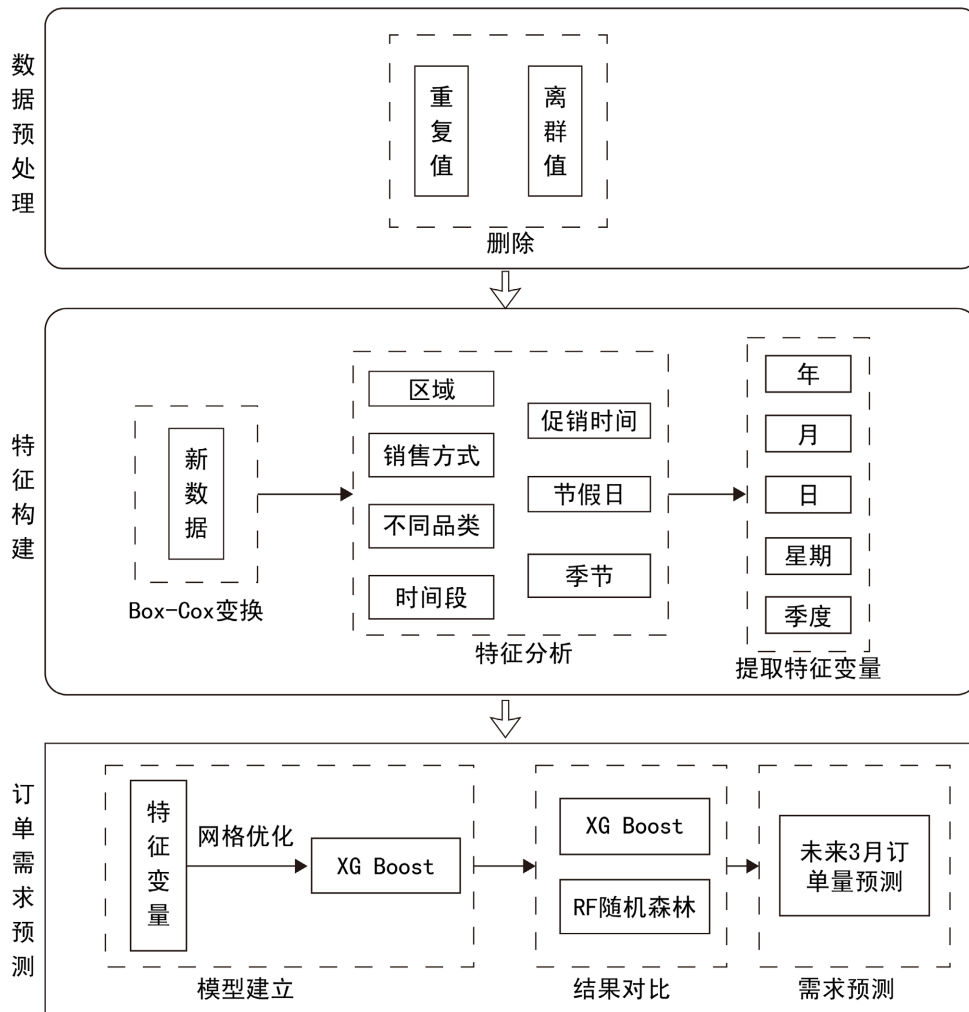 数据预处理
重复值
离群值
删除
特征构建
新数据
Box-Cox变换
区域
销售方式
不同品类
时间段
促销时间
节假日
季节
特征分析
年
月
日
星期
季度
提取特征变量
订单需求预测
特征变量
网格优化
XG Boost
模型建立
XG Boost
RF随机森林
结果对比
未来3月订
单量预测
需求预测